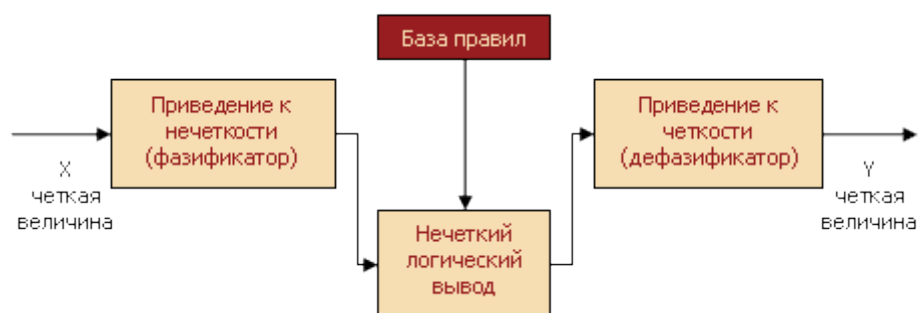 База правил
Приведение к
нечеткости
(фазификатор)
Приведение к
четкости
(дефазификатор)
X
четкая
величина
Y
четкая
величина
Нечеткий
логический
вывод